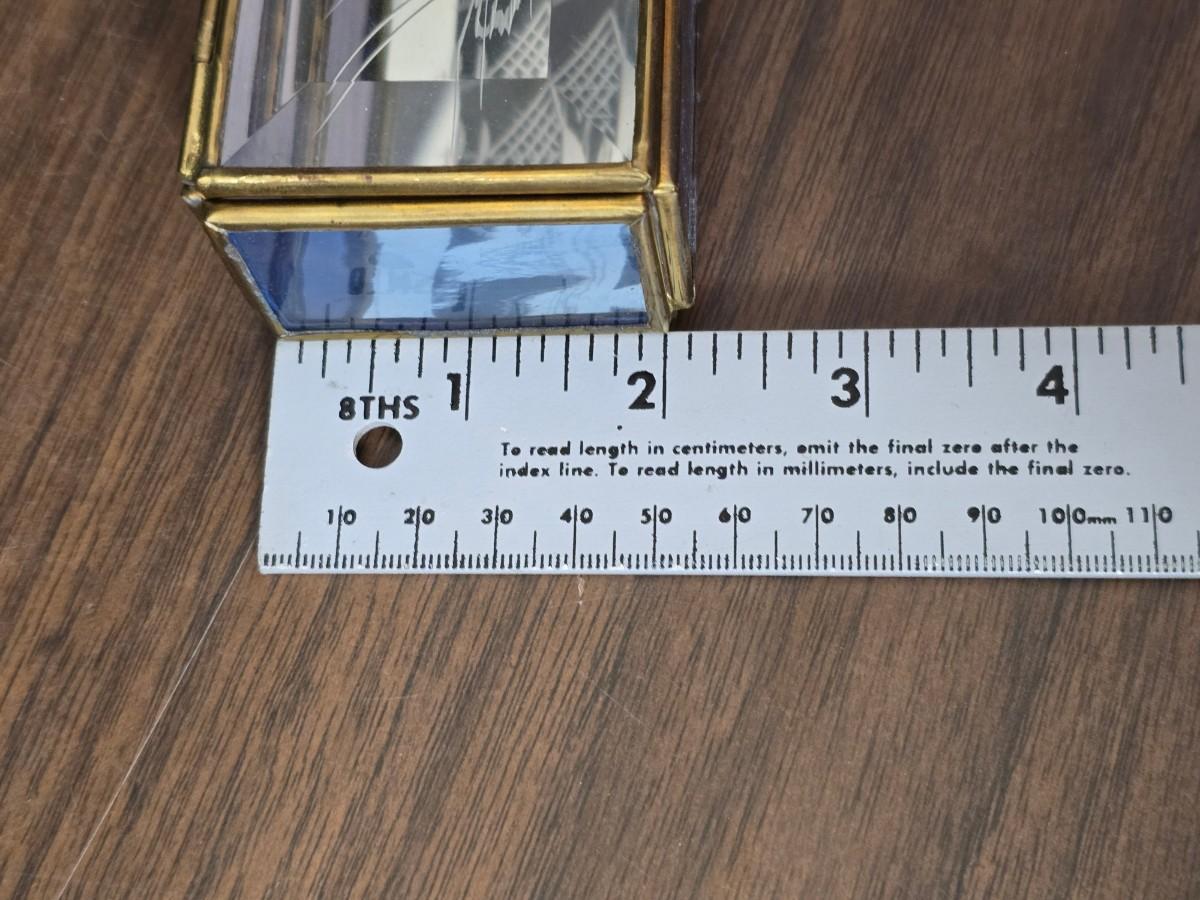 8THS 1 2 3 4
To read length in centimeters, omit the final zero after the
index line. To read length in millimeters, include the final zero.
10 20 30 40 50 60 70 80 90 100mm 110